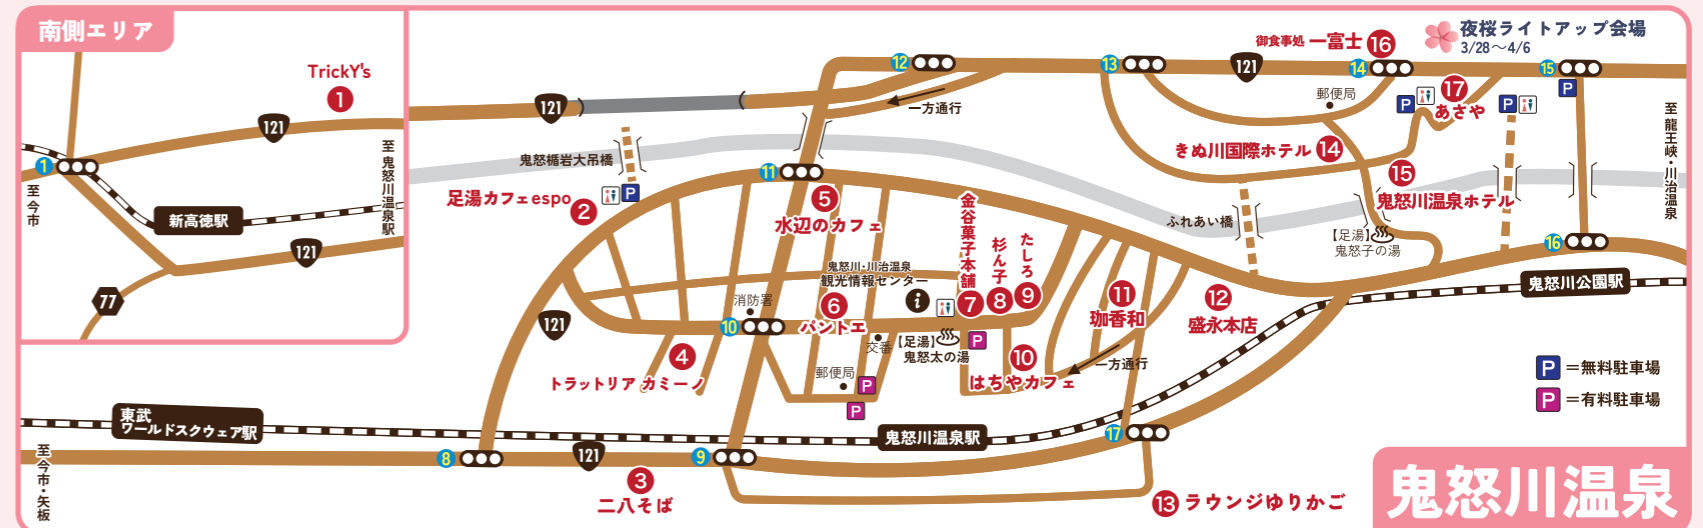 南側エリア
TrickY's
1
121
1
至 今市
新高徳駅
至 鬼怒川温泉駅
121
77
夜桜ライトアップ会場
3/28〜4/6
御食事処 一富士 16
12
13
121
14
15
P
121
一方通行
郵便局
P
17
あさや
P
至 龍王峡・川治温泉
鬼怒楯岩大吊橋
きぬ川国際ホテル 14
11
15
鬼怒川温泉ホテル
足湯カフェespo 2
P
5
水辺のカフェ
金谷菓子本舗
7
杉ん子
8
たしろ
9
ふれあい橋
【足湯】
鬼怒子の湯
16
鬼怒川・川治温泉
観光情報センター
i
鬼怒川公園駅
消防署
6
パントエ
10
121
11
珈香和
12
盛永本店
交番
【足湯】
鬼怒太の湯
P
4
トラットリア カミーノ
郵便局
P
P
10
はちやカフェ
一方通行
P=無料駐車場
P=有料駐車場
東武
ワールドスクウェア駅
鬼怒川温泉駅
17
至 今市・矢板
8
121
9
3
二八そば
13 ラウンジゆりかご
鬼怒川温泉